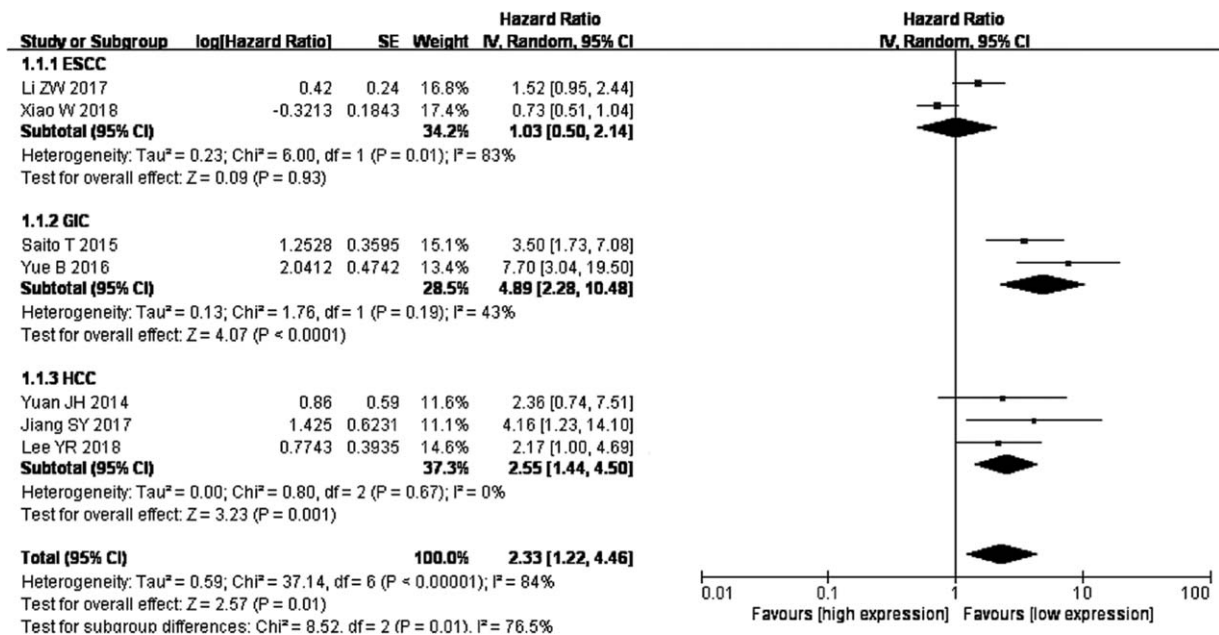 Hazard Ratio Hazard Ratio
Study or Subgroup log[Hazard Ratio] SE Weight IV, Random, 95% CI IV, Random, 95% CI
1.1.1 ESCC
Li ZW 2017 0.42 0.24 16.8% 1.52 [0.95, 2.44]
Xiao W 2018 -0.3213 0.1843 17.4% 0.73 [0.51, 1.04]
Subtotal (95% CI) 34.2% 1.03 [0.50, 2.14]
Heterogeneity: Tau² = 0.23; Chi² = 6.00, df = 1 (P = 0.01); I² = 83%
Test for overall effect: Z = 0.09 (P = 0.93)
1.1.2 GIC
Saito T 2015 1.2528 0.3595 15.1% 3.50 [1.73, 7.08]
Yue B 2016 2.0412 0.4742 13.4% 7.70 [3.04, 19.50]
Subtotal (95% CI) 28.5% 4.89 [2.28, 10.48]
Heterogeneity: Tau² = 0.13; Chi² = 1.76, df = 1 (P = 0.19); I² = 43%
Test for overall effect: Z = 4.07 (P < 0.0001)
1.1.3 HCC
Yuan JH 2014 0.86 0.59 11.6% 2.36 [0.74, 7.51]
Jiang SY 2017 1.425 0.6231 11.1% 4.16 [1.23, 14.10]
Lee YR 2018 0.7743 0.3935 14.6% 2.17 [1.00, 4.69]
Subtotal (95% CI) 37.3% 2.55 [1.44, 4.50]
Heterogeneity: Tau² = 0.00; Chi² = 0.80, df = 2 (P = 0.67); I² = 0%
Test for overall effect: Z = 3.23 (P = 0.001)
Total (95% CI) 100.0% 2.33 [1.22, 4.46]
Heterogeneity: Tau² = 0.59; Chi² = 37.14, df = 6 (P < 0.00001); I² = 84%
Test for overall effect: Z = 2.57 (P = 0.01)
Test for subgroup differences: Chi² = 8.52, df = 2 (P = 0.01), I² = 76.5%
0.01 0.1 1 10 100
Favours [high expression] Favours [low expression]